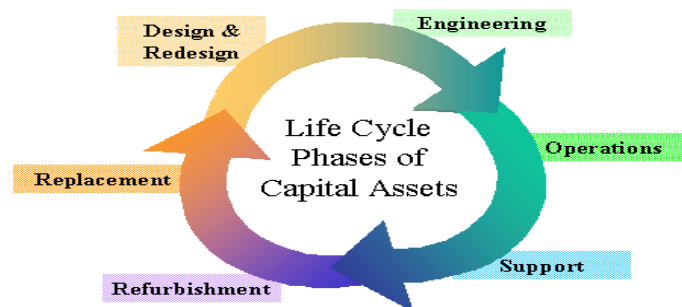 Design &
Redesign
Engineering
Life Cycle
Phases of
Capital Assets
Operations
Replacement
Support
Refurbishment